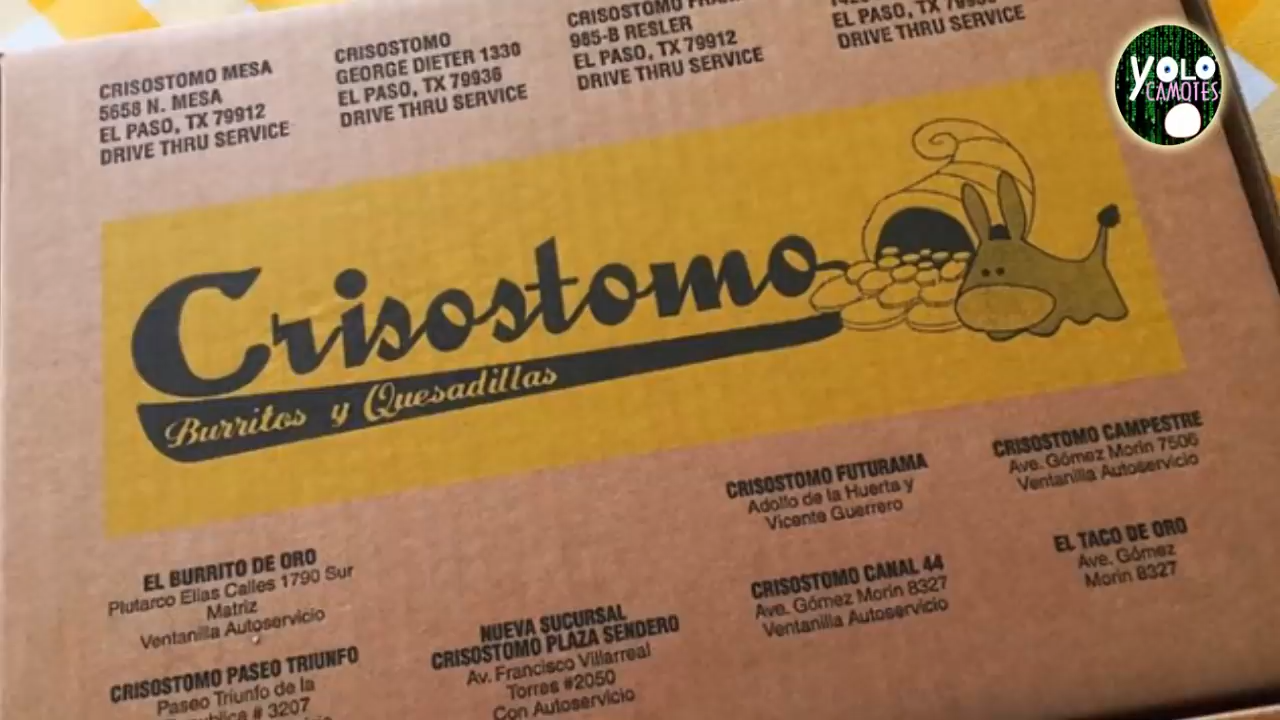 CRISOSTOMO MESA
5658 N. MESA
EL PASO, TX 79912
DRIVE THRU SERVICE
CRISOSTOMO
GEORGE DIETER 1330
EL PASO, TX 79936
DRIVE THRU SERVICE
CRISOSTOMO
985-B RESLER
EL PASO, TX 79912
DRIVE THRU SERVICE
EL PASO, TX
DRIVE THRU SERVICE
yOLO
CAMOTES
Crisostomo
Burritos y Quesadillas
EL BURRITO DE ORO
Plutarco Elias Calles 1790 Sur
Matriz
Ventanilla Autoservicio
CRISOSTOMO PASEO TRIUNFO
Paseo Triunfo de la
# 3207
NUEVA SUCURSAL
CRISOSTOMO PLAZA SENDERO
Av. Francisco Villarreal
Torres #2050
Con Autoservicio
CRISOSTOMO FUTURAMA
Adolfo de la Huerta y
Vicente Guerrero
CRISOSTOMO CANAL 44
Ave. Gómez Morin 8327
Ventanilla Autoservicio
CRISOSTOMO CAMPESTRE
Ave. Gómez Morin 7506
Ventanilla Autoservicio
EL TACO DE ORO
Ave. Gómez
Morin 8327